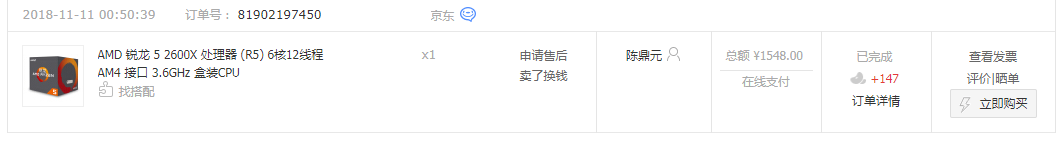 2018-11-11 00:50:39 订单号： 81902197450 京东
AMD 锐龙 5 2600X 处理器 (R5) 6核12线程
AM4 接口 3.6GHz 盒装CPU
找搭配
x1
申请售后
卖了换钱
陈鼎元
总额 ¥1548.00
在线支付
已完成
+147
订单详情
查看发票
评价|晒单
立即购买